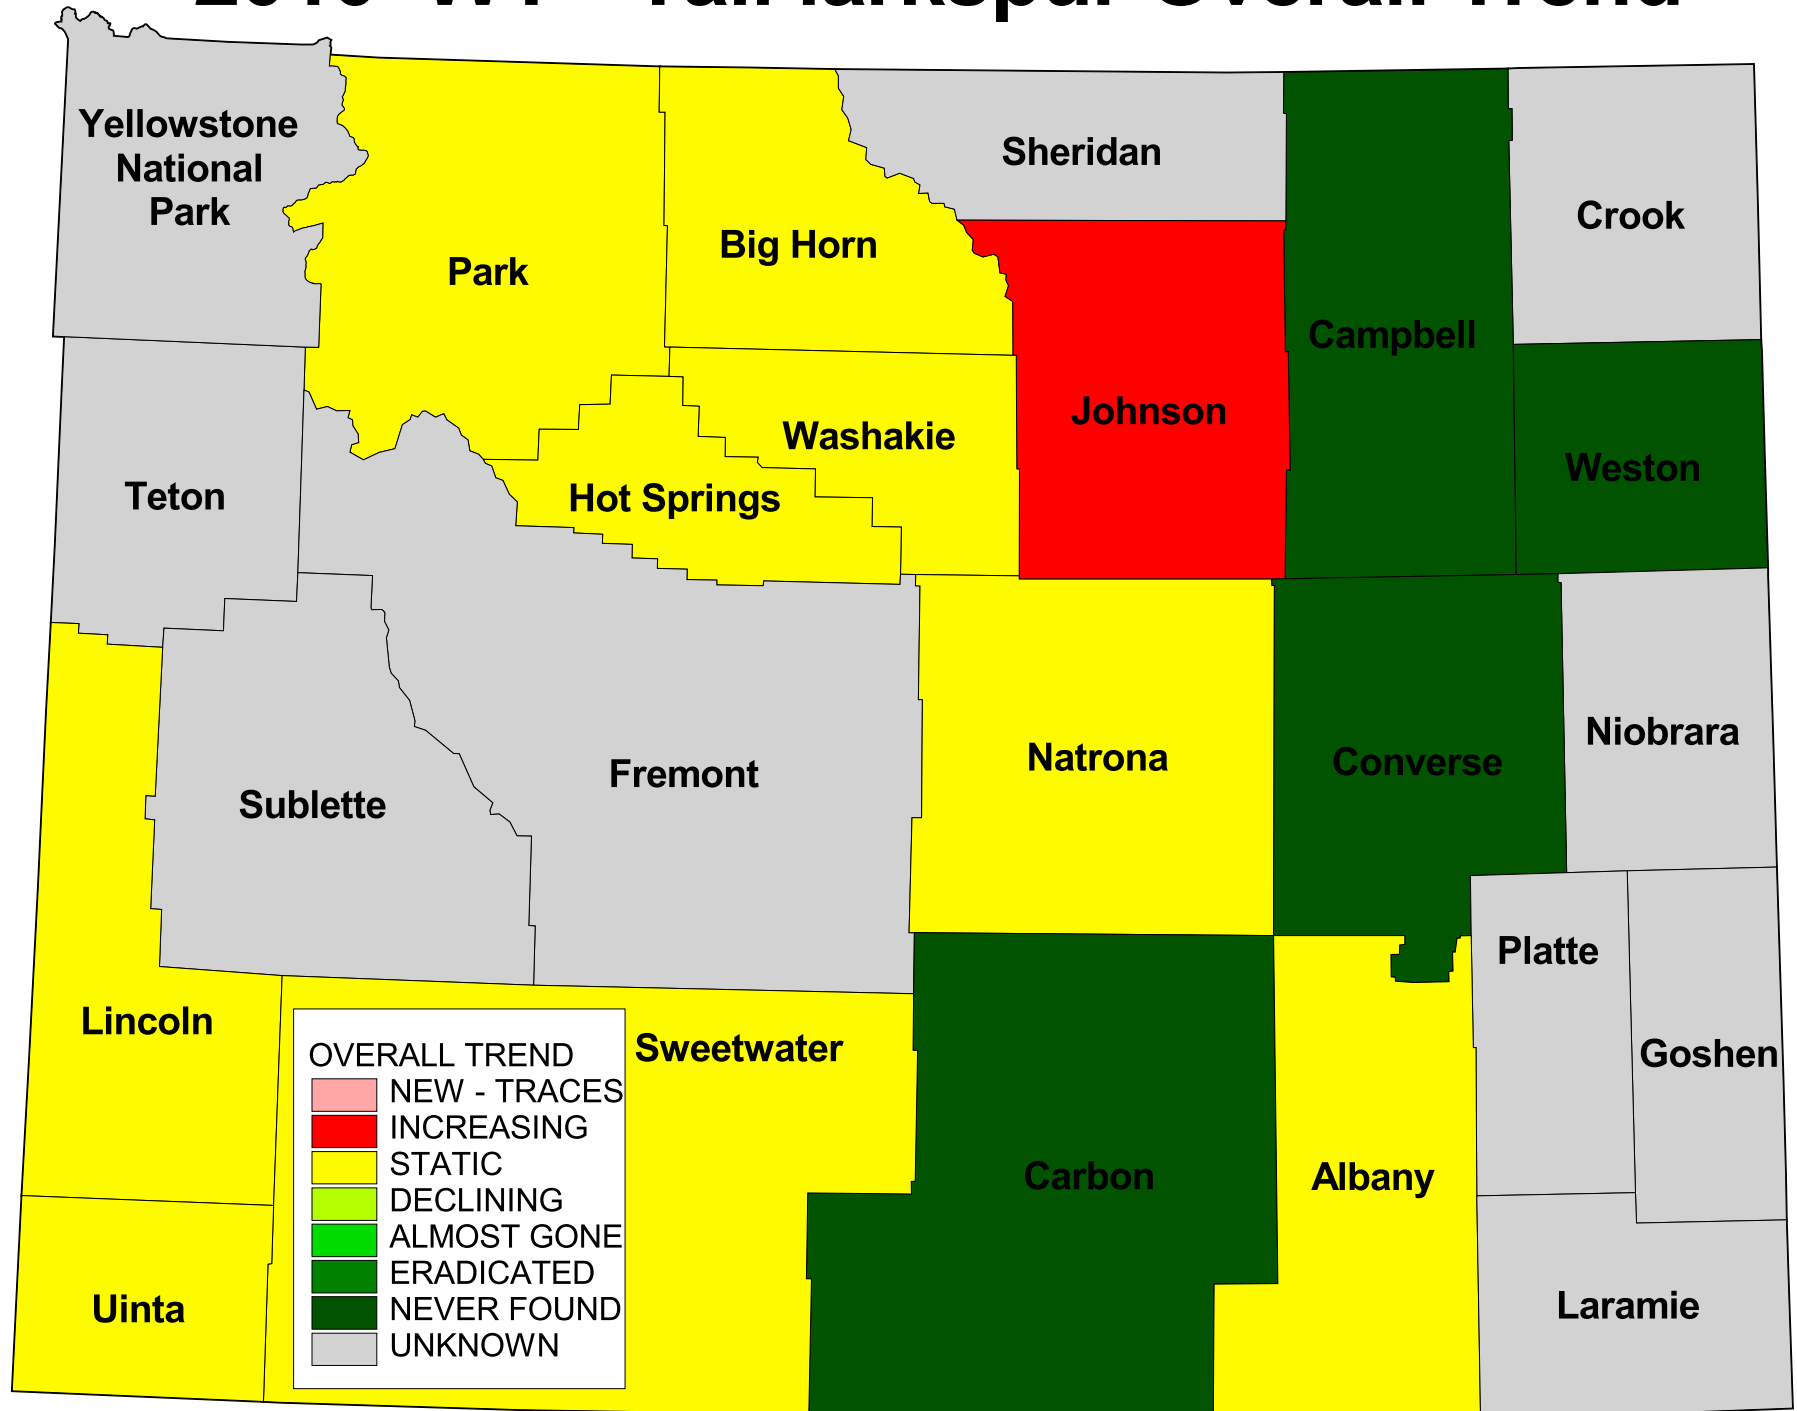 Overall Trend
Yellowstone
National
Park
Park
Big Horn
Sheridan
Campbell
Crook
Johnson
Weston
Washakie
Hot Springs
Teton
Sublette
Fremont
Natrona
Converse
Niobrara
Platte
Goshen
Lincoln
Sweetwater
Carbon
Albany
Uinta
Laramie
OVERALL TREND
NEW - TRACES
INCREASING
STATIC
DECLINING
ALMOST GONE
ERADICATED
NEVER FOUND
UNKNOWN